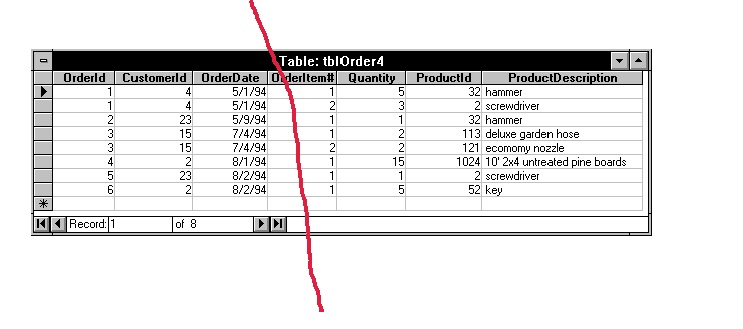 Table: tblOrder4
OrderId CustomerId OrderDate OrderItem# Quantity ProductId ProductDescription
1 4 5/1/94 1 5 32 hammer
1 4 5/1/94 2 3 2 screwdriver
2 23 5/9/94 1 1 32 hammer
3 15 7/4/94 1 2 113 deluxe garden hose
3 15 7/4/94 2 2 121 ecomomy nozzle
4 2 8/1/94 1 15 1024 10' 2x4 untreated pine boards
5 23 8/2/94 1 1 2 screwdriver
6 2 8/2/94 1 5 52 key
Record: 1 of 8